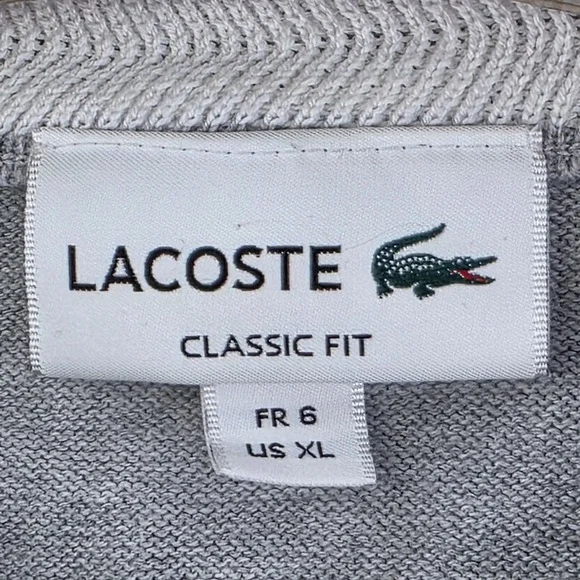 LACOSTE
CLASSIC FIT
FR 6
US XL